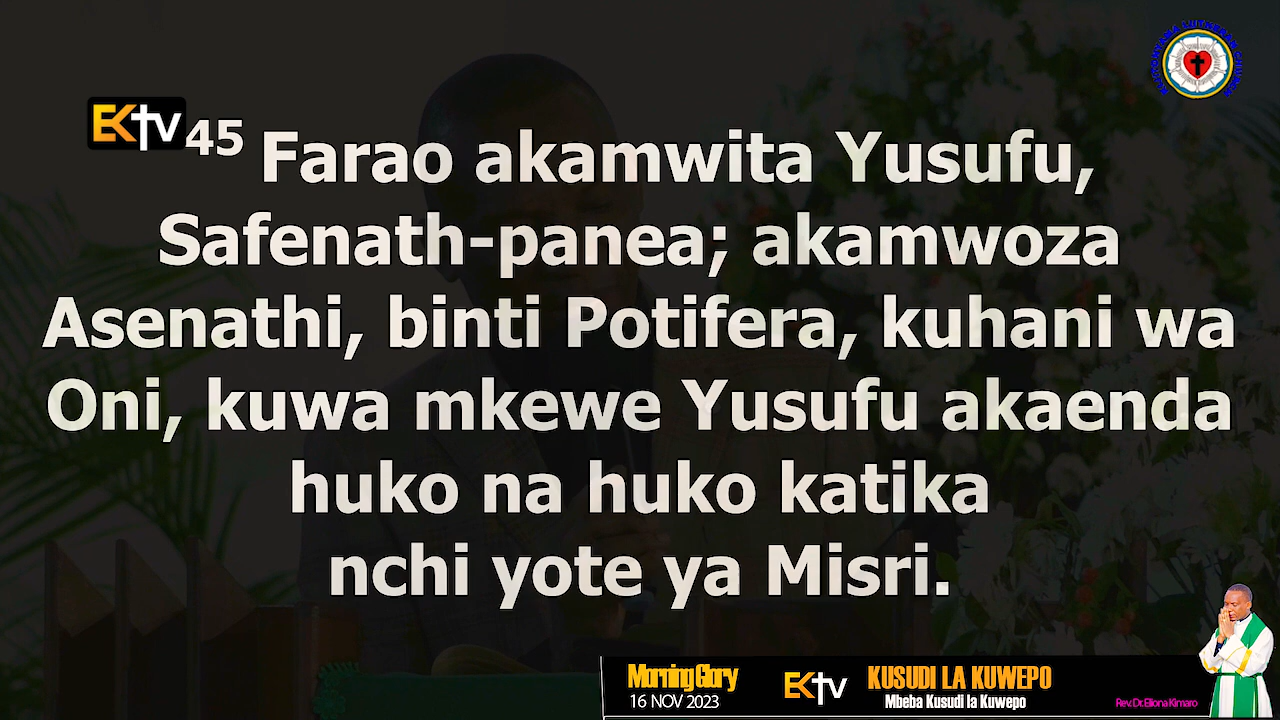 EKTV
45 Farao akamwita Yusufu,
Safenath-panea; akamwoza
Asenathi, binti Potifera, kuhani wa
Oni, kuwa mkewe Yusufu akaenda
huko na huko katika
nchi yote ya Misri.
Morning Glory
16 NOV 2023
EKTV
KUSUDI LA KUWEPO
Mbeba Kusudi la Kuwepo
Rev. Dr. Eliona Kimaro